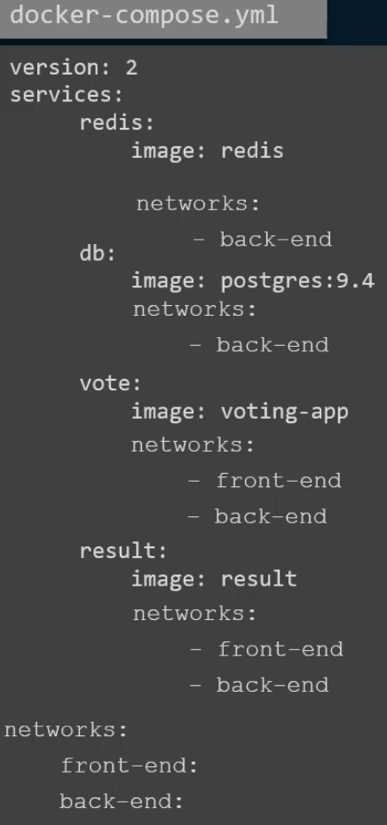 docker-compose.yml
version: 2
services:
redis:
image: redis
networks:
- back-end
db:
image: postgres:9.4
networks:
- back-end
vote:
image: voting-app
networks:
- front-end
- back-end
result:
image: result
networks:
- front-end
- back-end
networks:
front-end:
back-end: